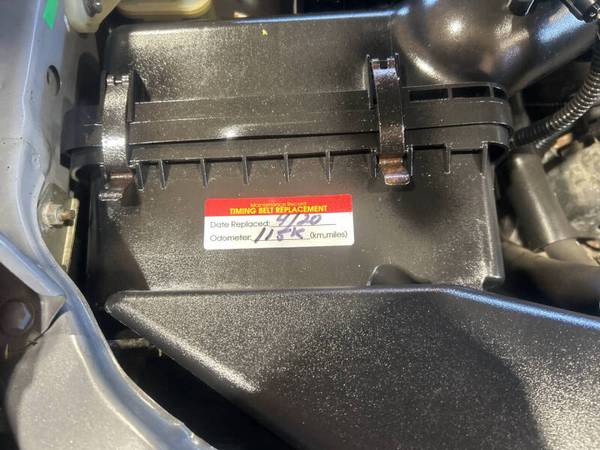 Maintenance Record
TIMING BELT REPLACEMENT
Date Replaced: 4/20
Odometer: 115K (km,miles)